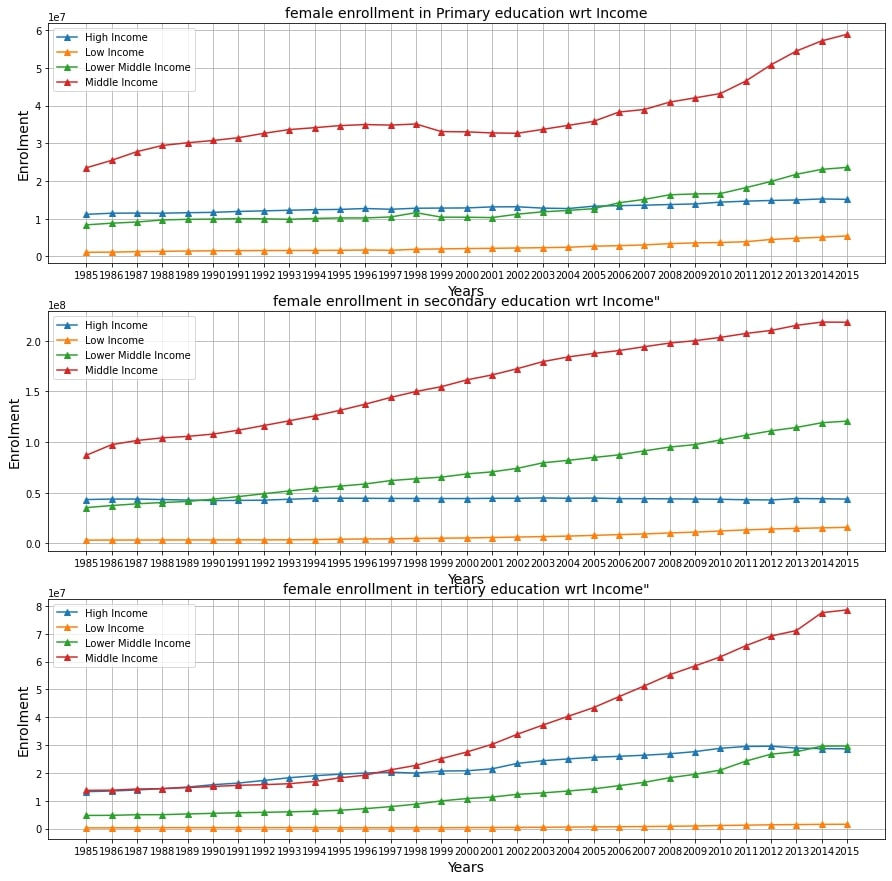 female enrollment in Primary education wrt Income
1e7
High Income
Low Income
Lower Middle Income
Middle Income
6
5
4
3
2
1
0
Enrolment
1985 1986 1987 1988 1989 1990 1991 1992 1993 1994 1995 1996 1997 1998 1999 2000 2001 2002 2003 2004 2005 2006 2007 2008 2009 2010 2011 2012 2013 2014 2015
Years
female enrollment in secondary education wrt Income"
1e8
High Income
Low Income
Lower Middle Income
Middle Income
2.0
1.5
1.0
0.5
0.0
Enrolment
1985 1986 1987 1988 1989 1990 1991 1992 1993 1994 1995 1996 1997 1998 1999 2000 2001 2002 2003 2004 2005 2006 2007 2008 2009 2010 2011 2012 2013 2014 2015
Years
female enrollment in tertiory education wrt Income"
1e7
High Income
Low Income
Lower Middle Income
Middle Income
8
7
6
5
4
3
2
1
0
Enrolment
1985 1986 1987 1988 1989 1990 1991 1992 1993 1994 1995 1996 1997 1998 1999 2000 2001 2002 2003 2004 2005 2006 2007 2008 2009 2010 2011 2012 2013 2014 2015
Years